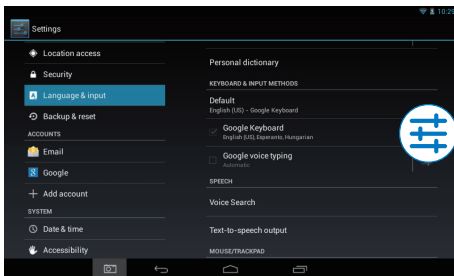 10:29
Settings
Location access
Security
Language & input
Backup & reset
ACCOUNTS
Email
Google
Add account
SYSTEM
Date & time
Accessibility
Personal dictionary
KEYBOARD & INPUT METHODS
Default
English (US) - Google Keyboard
Google Keyboard
English (US), Esperanto, Hungarian
Google voice typing
Automatic
SPEECH
Voice Search
Text-to-speech output
MOUSE/TRACKPAD